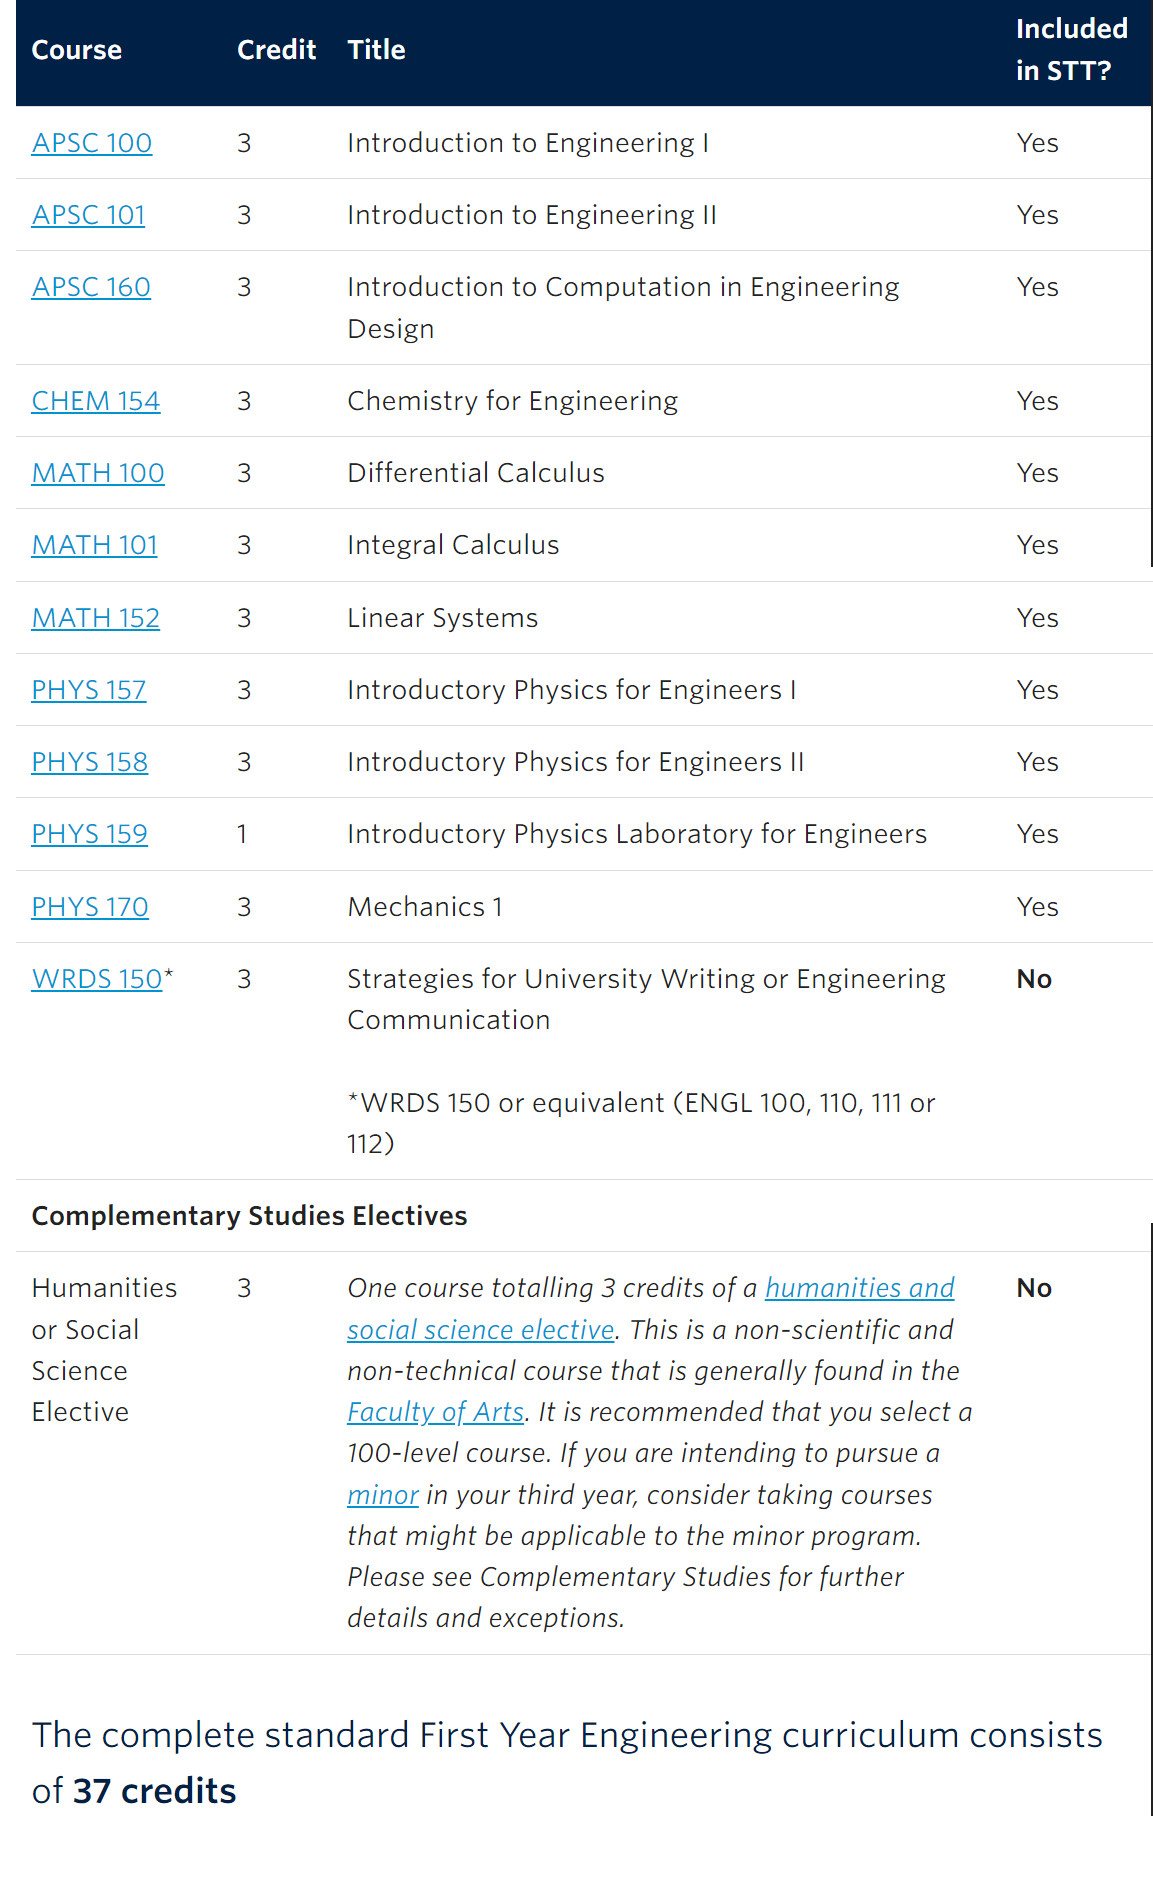 Course Credit Title Included in STT?
APSC 100 3 Introduction to Engineering I Yes
APSC 101 3 Introduction to Engineering II Yes
APSC 160 3 Introduction to Computation in Engineering Yes
Design
CHEM 154 3 Chemistry for Engineering Yes
MATH 100 3 Differential Calculus Yes
MATH 101 3 Integral Calculus Yes
MATH 152 3 Linear Systems Yes
PHYS 157 3 Introductory Physics for Engineers I Yes
PHYS 158 3 Introductory Physics for Engineers II Yes
PHYS 159 1 Introductory Physics Laboratory for Engineers Yes
PHYS 170 3 Mechanics 1 Yes
WRDS 150* 3 Strategies for University Writing or Engineering No
Communication
*WRDS 150 or equivalent (ENGL 100, 110, 111 or
112)
Complementary Studies Electives
Humanities 3 One course totalling 3 credits of a humanities and No
or Social social science elective. This is a non-scientific and
Science non-technical course that is generally found in the
Elective Faculty of Arts. It is recommended that you select a
100-level course. If you are intending to pursue a
minor in your third year, consider taking courses
that might be applicable to the minor program.
Please see Complementary Studies for further
details and exceptions.
The complete standard First Year Engineering curriculum consists
of 37 credits